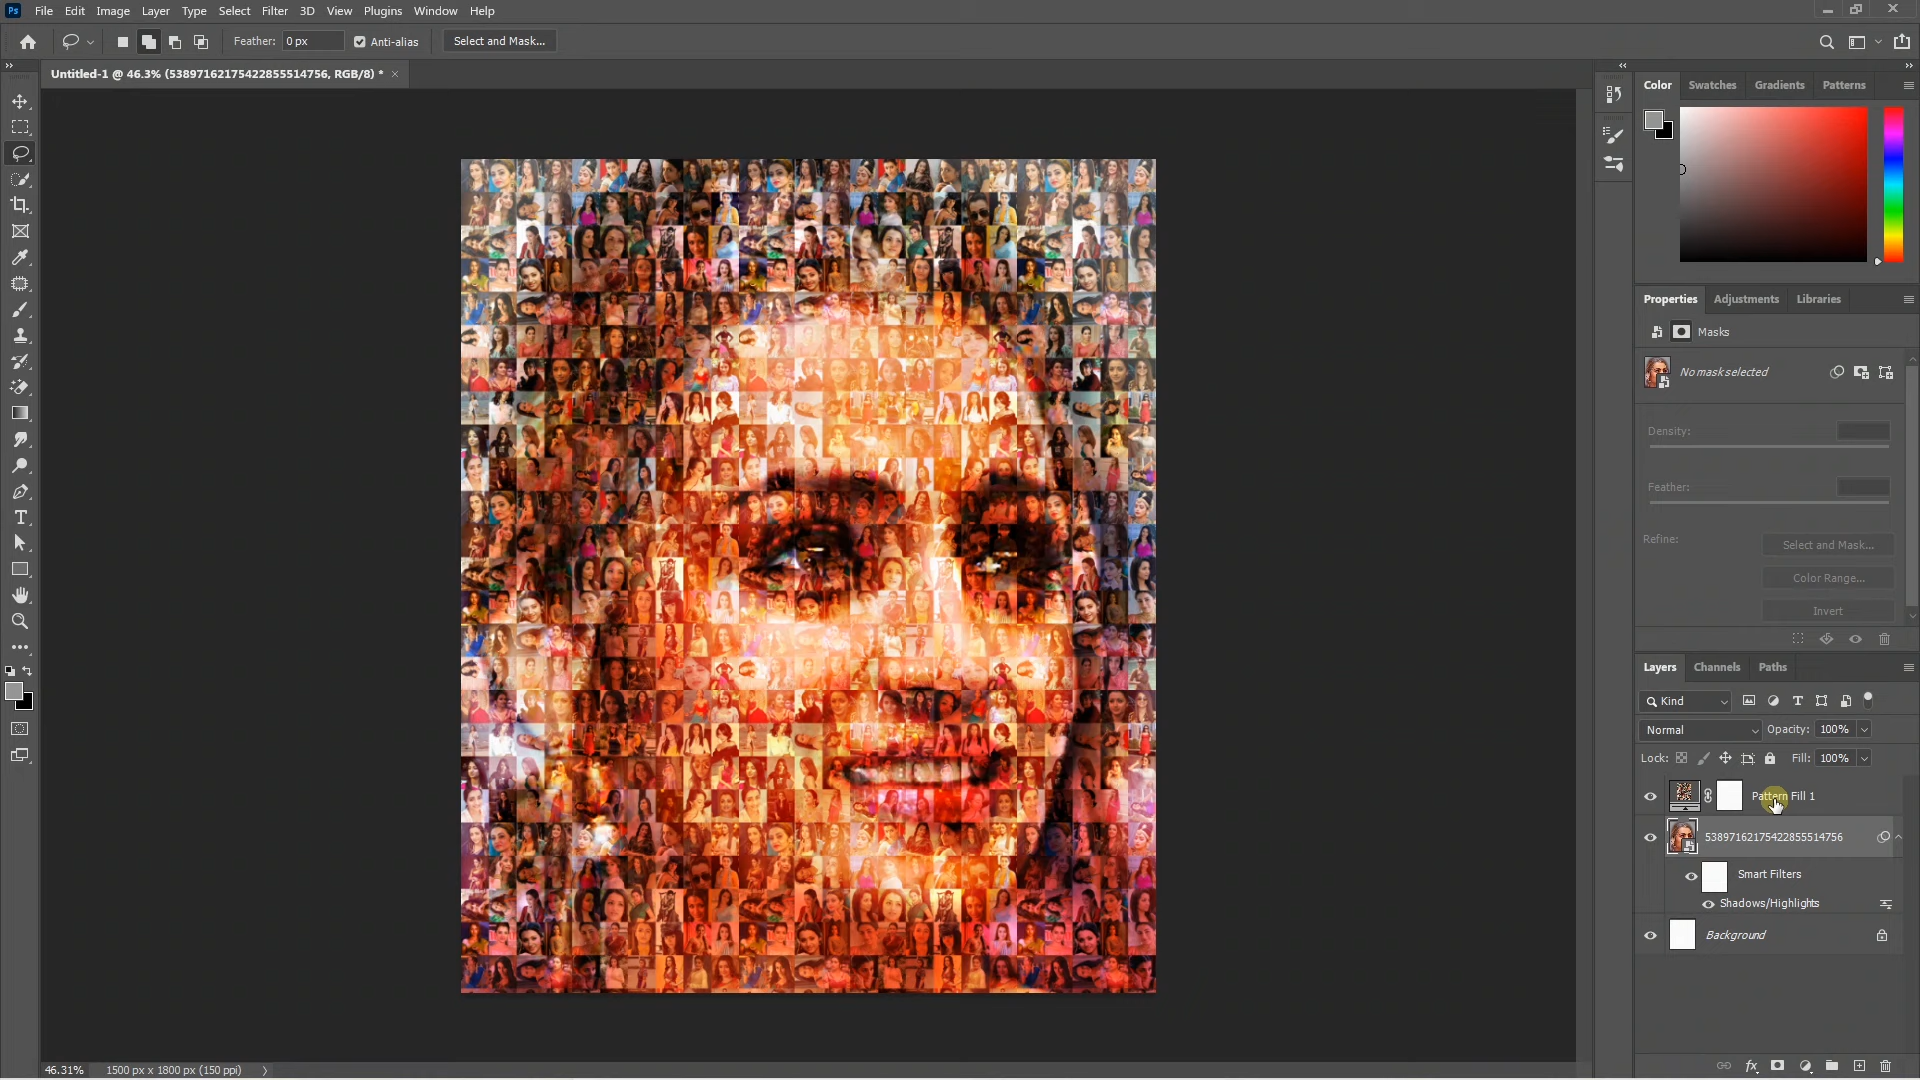 Ps File Edit Image Layer Type Select Filter 3D View Plugins Window Help
Feather: 0 px Anti-alias Select and Mask...
Untitled-1 @ 46.3% (53897162175422855514756, RGB/8) * ×
Color Swatches Gradients Patterns
Properties Adjustments Libraries
Masks
No mask selected
Density:
Feather:
Refine:
Select and Mask...
Color Range...
Invert
Layers Channels Paths
Kind
Normal Opacity: 100%
Lock: Fill: 100%
Pattern Fill 1
53897162175422855514756
Smart Filters
Shadows/Highlights
Background
46.31% 1500 px x 1800 px (150 ppi)